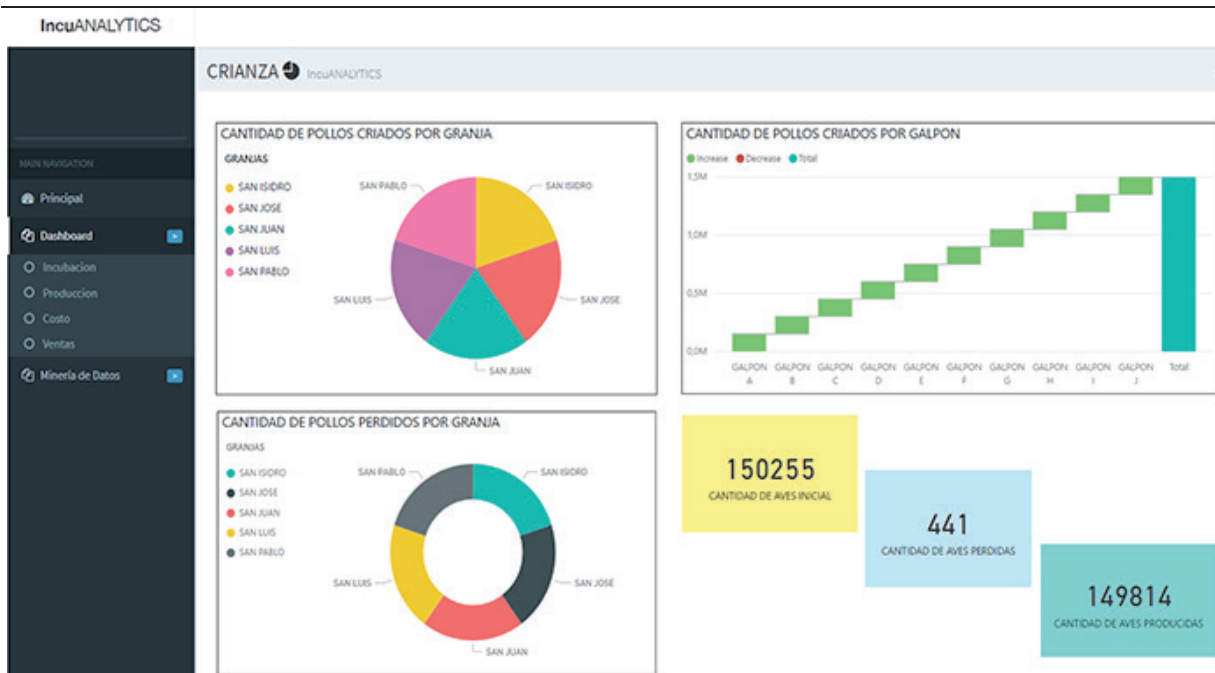 IncuANALYTICS
CRIANZA IncuANALYTICS
MAIN NAVIGATION
Principal
Dashboard
Incubacion
Produccion
Costo
Ventas
Minería de Datos
CANTIDAD DE POLLOS CRIADOS POR GRANJA
GRANJAS
SAN ISIDRO
SAN JOSE
SAN JUAN
SAN LUIS
SAN PABLO
SAN PABLO
SAN ISIDRO
SAN LUIS
SAN JOSE
SAN JUAN
CANTIDAD DE POLLOS CRIADOS POR GALPON
Increase Decrease Total
1,5M
1,0M
0,5M
0,0M
GALPON GALPON GALPON GALPON GALPON GALPON GALPON GALPON GALPON GALPON Total
A B C D E F G H I J
CANTIDAD DE POLLOS PERDIDOS POR GRANJA
GRANJAS
SAN ISIDRO
SAN JOSE
SAN JUAN
SAN LUIS
SAN PABLO
SAN PABLO
SAN ISIDRO
SAN LUIS
SAN JOSE
SAN JUAN
150255
CANTIDAD DE AVES INICIAL
441
CANTIDAD DE AVES PERDIDAS
149814
CANTIDAD DE AVES PRODUCIDAS